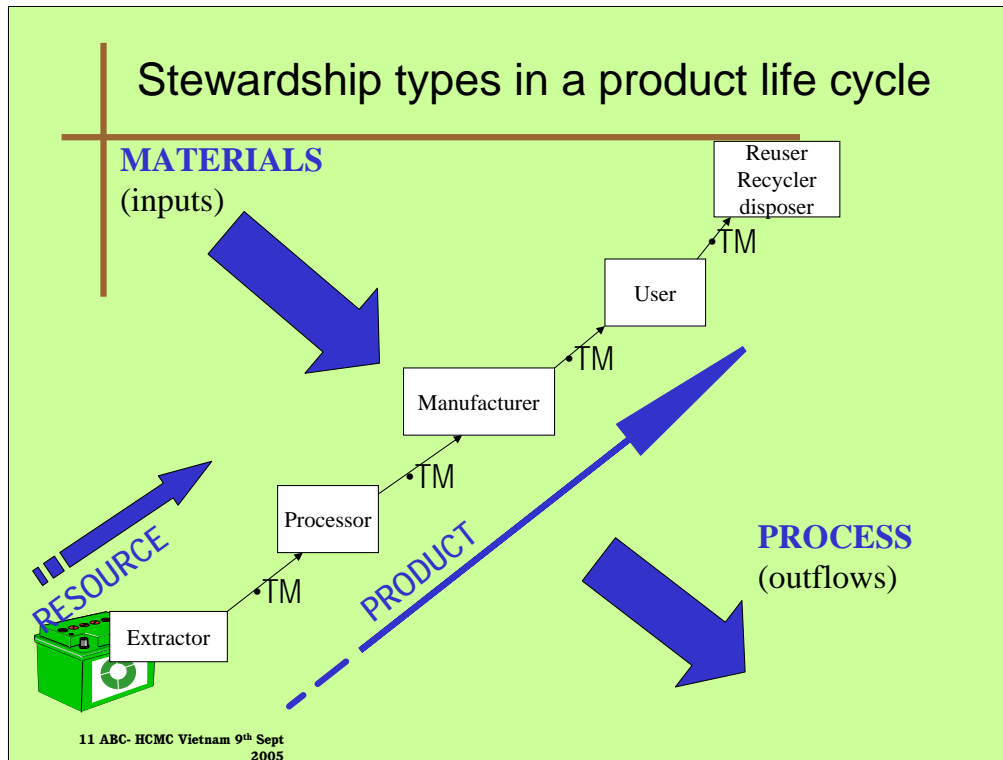 Stewardship types in a product life cycle
MATERIALS
(inputs)
Reuser
Recycler
disposer
•TM
User
•TM
Manufacturer
•TM
Processor
•TM
Extractor
RESOURCE
PRODUCT
PROCESS
(outflows)
11 ABC- HCMC Vietnam 9th Sept
2005